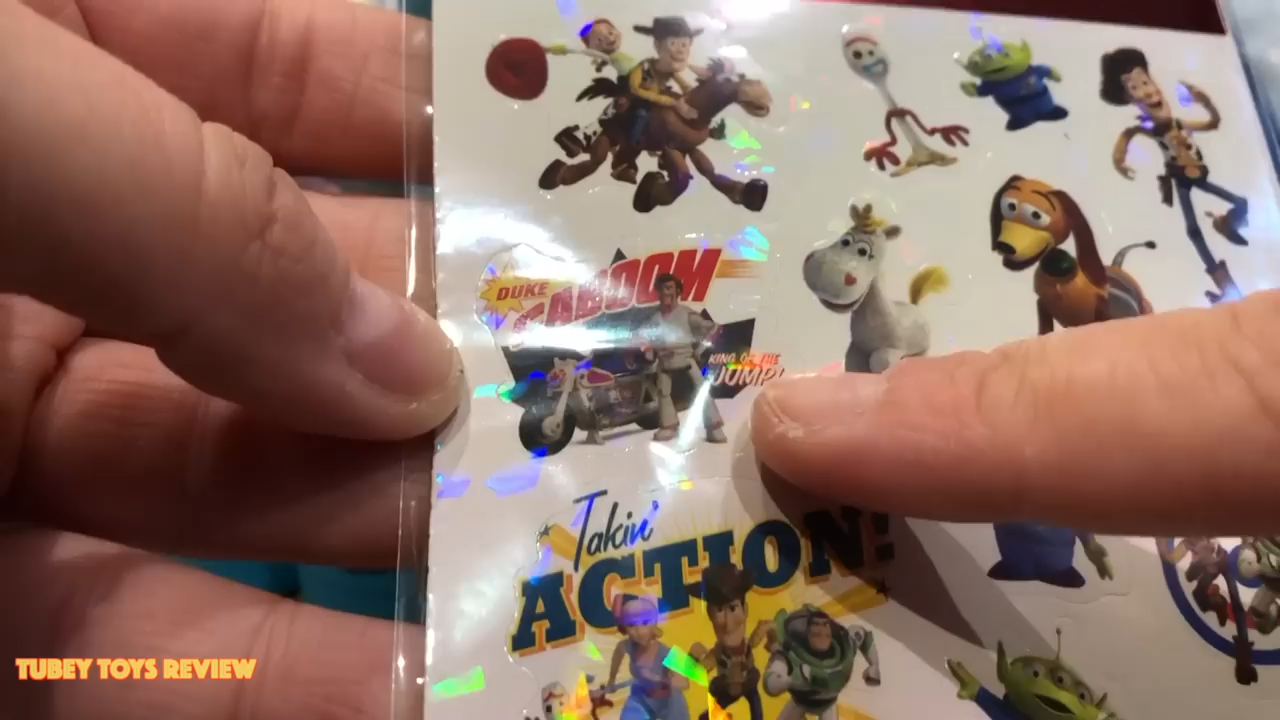 DUKE
CABOOM
KING OF THE
JUMP!
Takin'
ACTION!
TUBEY TOYS REVIEW